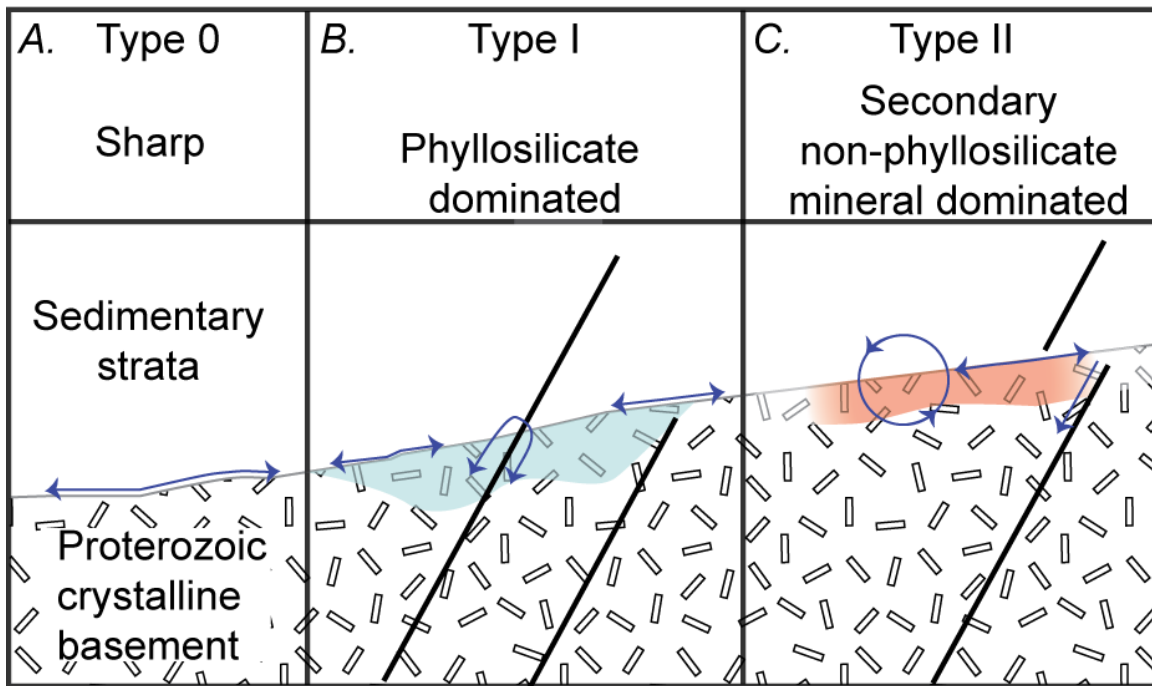 A. Type 0
Sharp
B. Type I
Phyllosilicate
dominated
C. Type II
Secondary
non-phyllosilicate
mineral dominated
Sedimentary
strata
Proterozoic
crystalline
basement